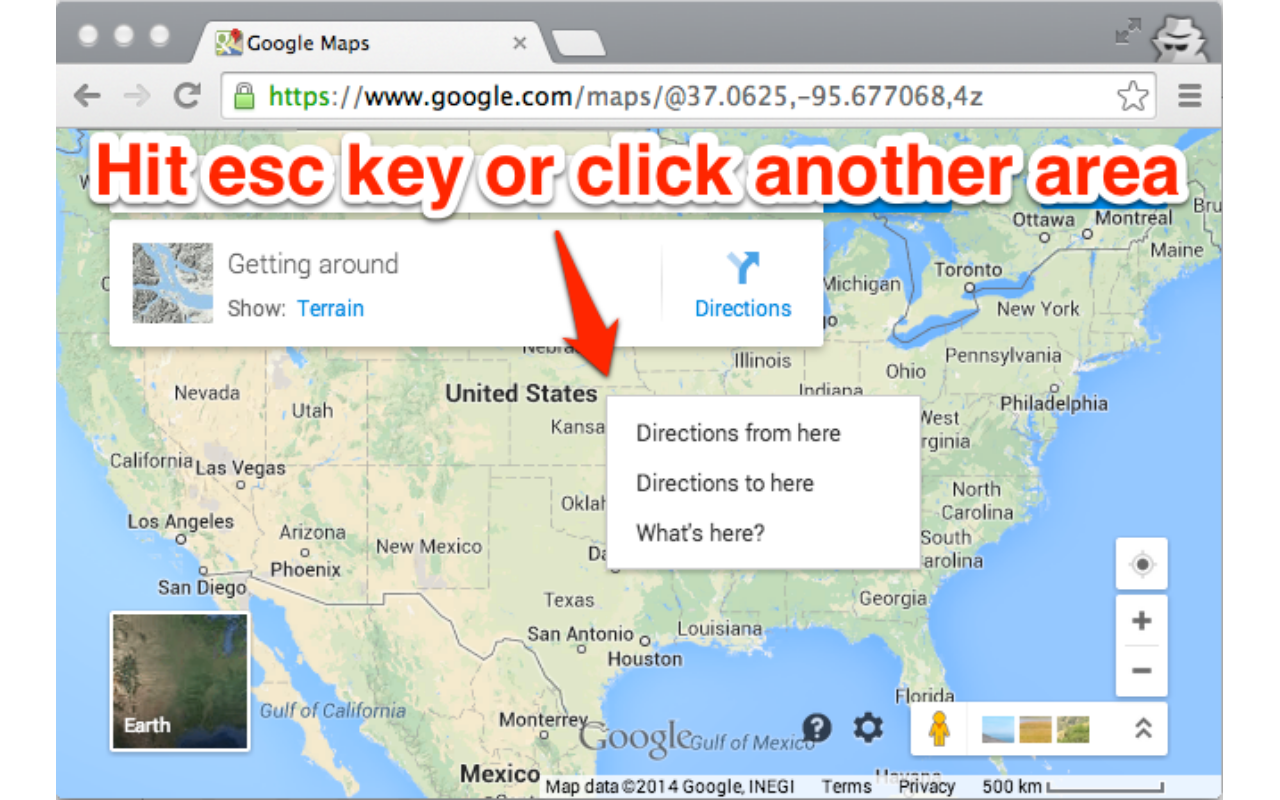 Google Maps
https://www.google.com/maps/@37.0625,-95.677068,4z
Hit esc key or click another area
Ottawa
Montreal
Bru
Maine
Getting around
Show: Terrain
Directions
Michigan
Toronto
New York
Illinois
Indiana
Ohio
Pennsylvania
Philadelphia
Nevada
Utah
United States
Kansa
Directions from here
Directions to here
What's here?
West
rginia
California
Las Vegas
Oklah
North
Carolina
Los Angeles
Arizona
New Mexico
South
arolina
Phoenix
San Diego
Texas
Georgia
San Antonio
Louisiana
Houston
Florida
Earth
Gulf of California
Monterrey
Google
Gulf of Mexico
Mexico
Havana
Map data ©2014 Google, INEGI
Terms
Privacy
500 km